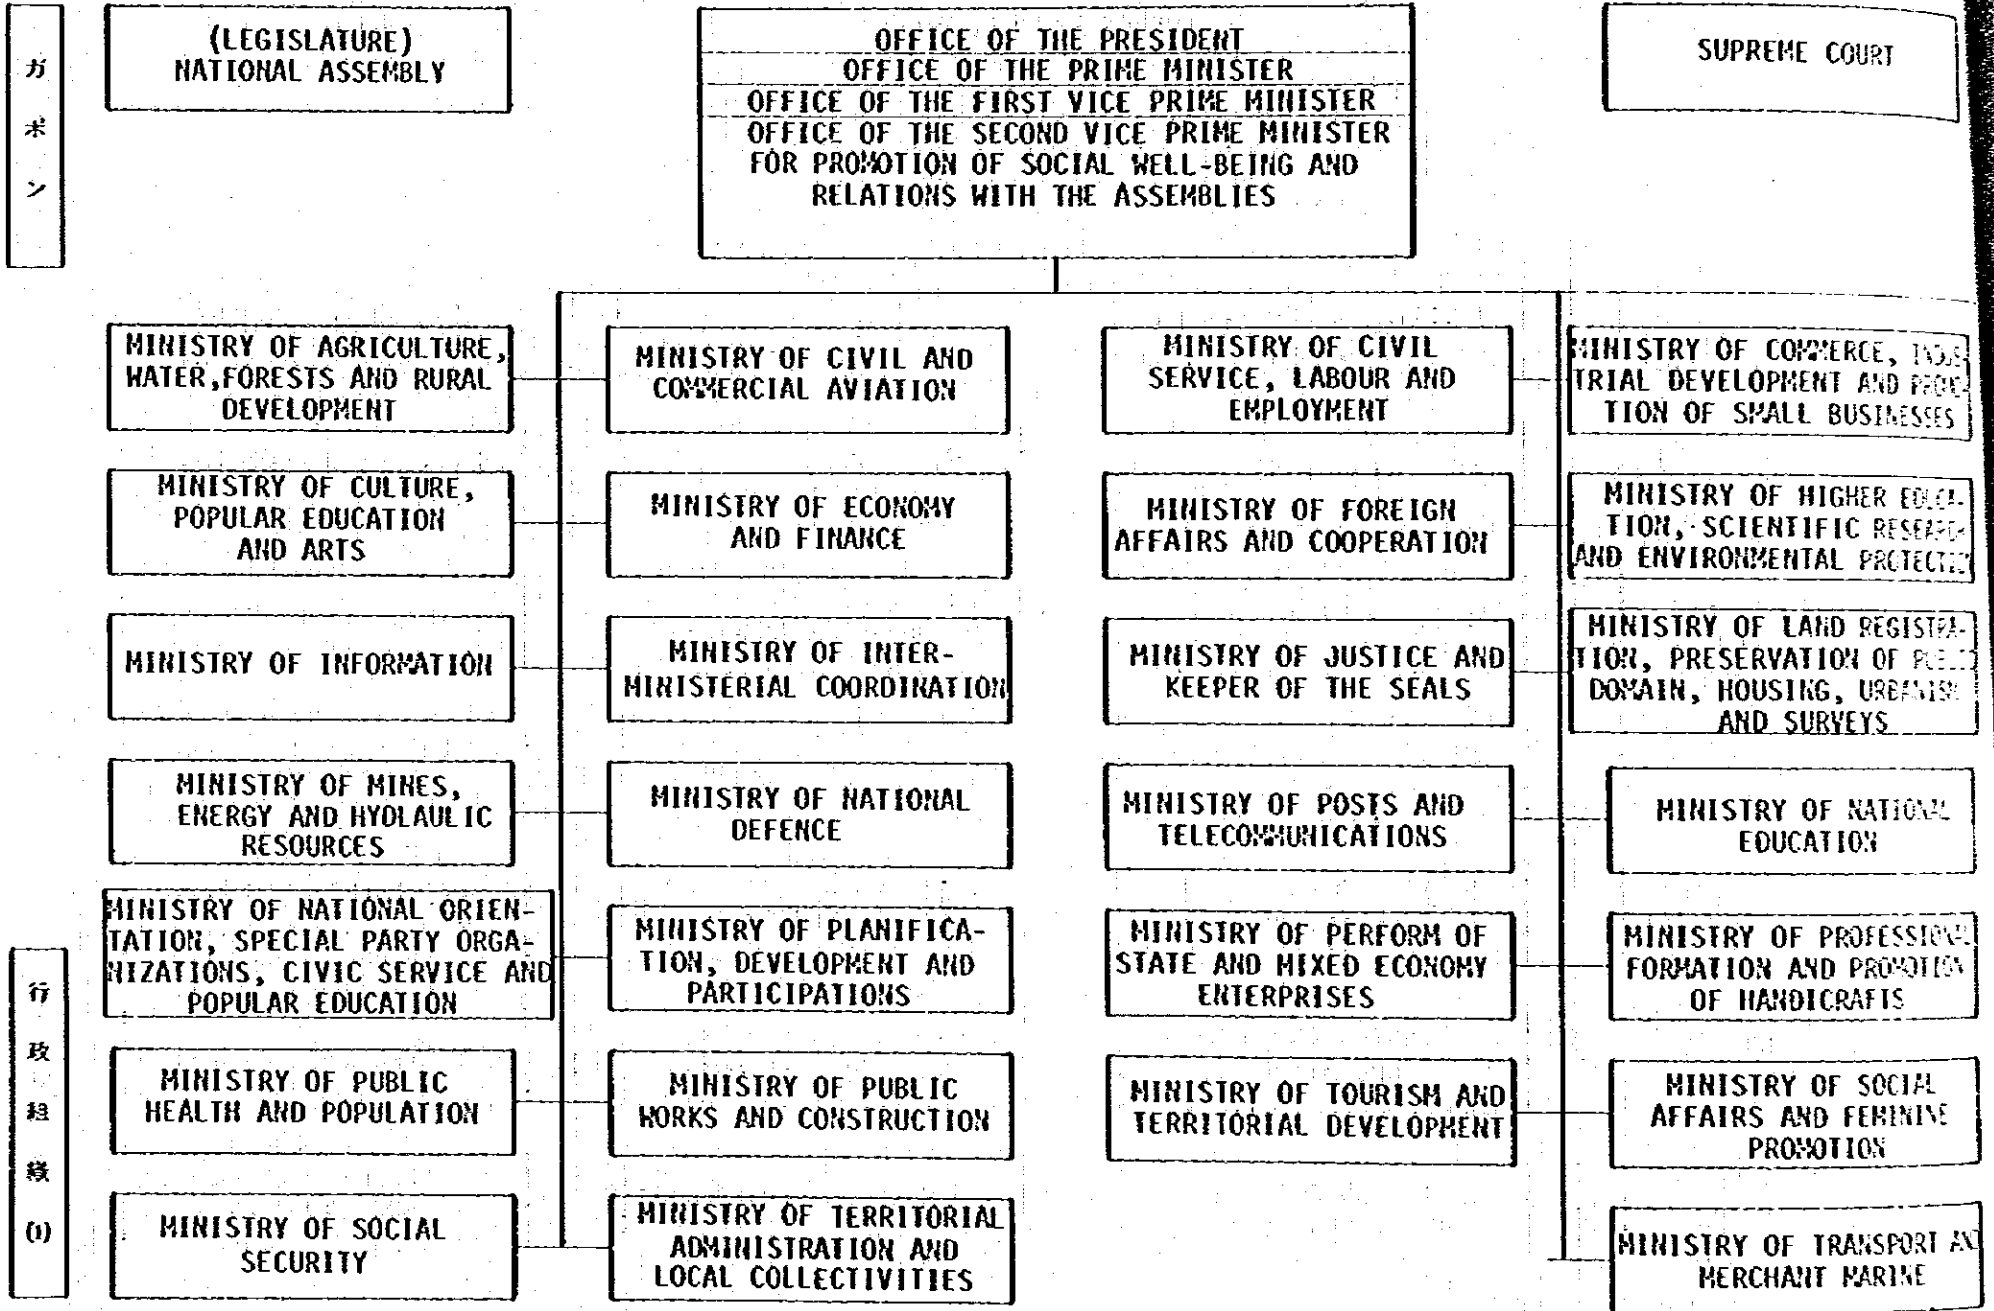 ガボン
(LEGISLATURE)
NATIONAL ASSEMBLY
OFFICE OF THE PRESIDENT
OFFICE OF THE PRIME MINISTER
OFFICE OF THE FIRST VICE PRIME MINISTER
OFFICE OF THE SECOND VICE PRIME MINISTER
FOR PROMOTION OF SOCIAL WELL-BEING AND
RELATIONS WITH THE ASSEMBLIES
SUPREME COURT
MINISTRY OF AGRICULTURE,
WATER,FORESTS AND RURAL
DEVELOPMENT
MINISTRY OF CIVIL AND
COMMERCIAL AVIATION
MINISTRY OF CIVIL
SERVICE, LABOUR AND
EMPLOYMENT
MINISTRY OF COMMERCE, INDUS-
TRIAL DEVELOPMENT AND PROMO-
TION OF SMALL BUSINESSES
MINISTRY OF CULTURE,
POPULAR EDUCATION
AND ARTS
MINISTRY OF ECONOMY
AND FINANCE
MINISTRY OF FOREIGN
AFFAIRS AND COOPERATION
MINISTRY OF HIGHER EDUCA-
TION, SCIENTIFIC RESEARCH
AND ENVIRONMENTAL PROTECTION
MINISTRY OF INFORMATION
MINISTRY OF INTER-
MINISTERIAL COORDINATION
MINISTRY OF JUSTICE AND
KEEPER OF THE SEALS
MINISTRY OF LAND REGISTRA-
TION, PRESERVATION OF PUBLIC
DOMAIN, HOUSING, URBANISM
AND SURVEYS
MINISTRY OF MINES,
ENERGY AND HYDLAULIC
RESOURCES
MINISTRY OF NATIONAL
DEFENCE
MINISTRY OF POSTS AND
TELECOMMUNICATIONS
MINISTRY OF NATIONAL
EDUCATION
MINISTRY OF NATIONAL ORIEN-
TATION, SPECIAL PARTY ORGA-
NIZATIONS, CIVIC SERVICE AND
POPULAR EDUCATION
MINISTRY OF PLANIFICA-
TION, DEVELOPMENT AND
PARTICIPATIONS
MINISTRY OF PERFORM OF
STATE AND MIXED ECONOMY
ENTERPRISES
MINISTRY OF PROFESSIONAL
FORMATION AND PROMOTION
OF HANDICRAFTS
MINISTRY OF PUBLIC
HEALTH AND POPULATION
MINISTRY OF PUBLIC
WORKS AND CONSTRUCTION
MINISTRY OF TOURISM AND
TERRITORIAL DEVELOPMENT
MINISTRY OF SOCIAL
AFFAIRS AND FEMININE
PROMOTION
MINISTRY OF SOCIAL
SECURITY
MINISTRY OF TERRITORIAL
ADMINISTRATION AND
LOCAL COLLECTIVITIES
MINISTRY OF TRANSPORT AND
MERCHANT MARINE
行政組織(1)